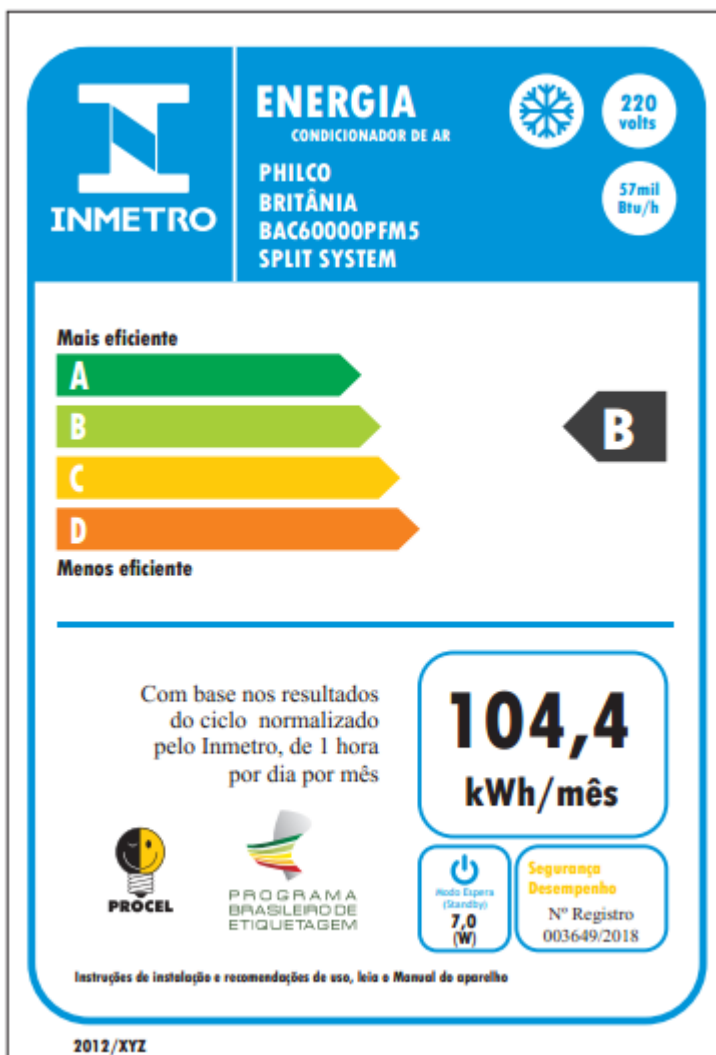 INMETRO
ENERGIA
CONDICIONADOR DE AR
PHILCO
BRITÂNIA
BAC60000PFM5
SPLIT SYSTEM
220
volts
57mil
Btu/h
Mais eficiente
A
B
B
C
D
Menos eficiente
Com base nos resultados
do ciclo normalizado
pelo Inmetro, de 1 hora
por dia por mês
104,4
kWh/mês
PROCEL
PROGRAMA
BRASILEIRO DE
ETIQUETAGEM
Modo Espera
(Standby)
7,0
(W)
Segurança
Desempenho
Nº Registro
003649/2018
Instruções de instalação e recomendações de uso, leia o Manual do aparelho
2012/XYZ